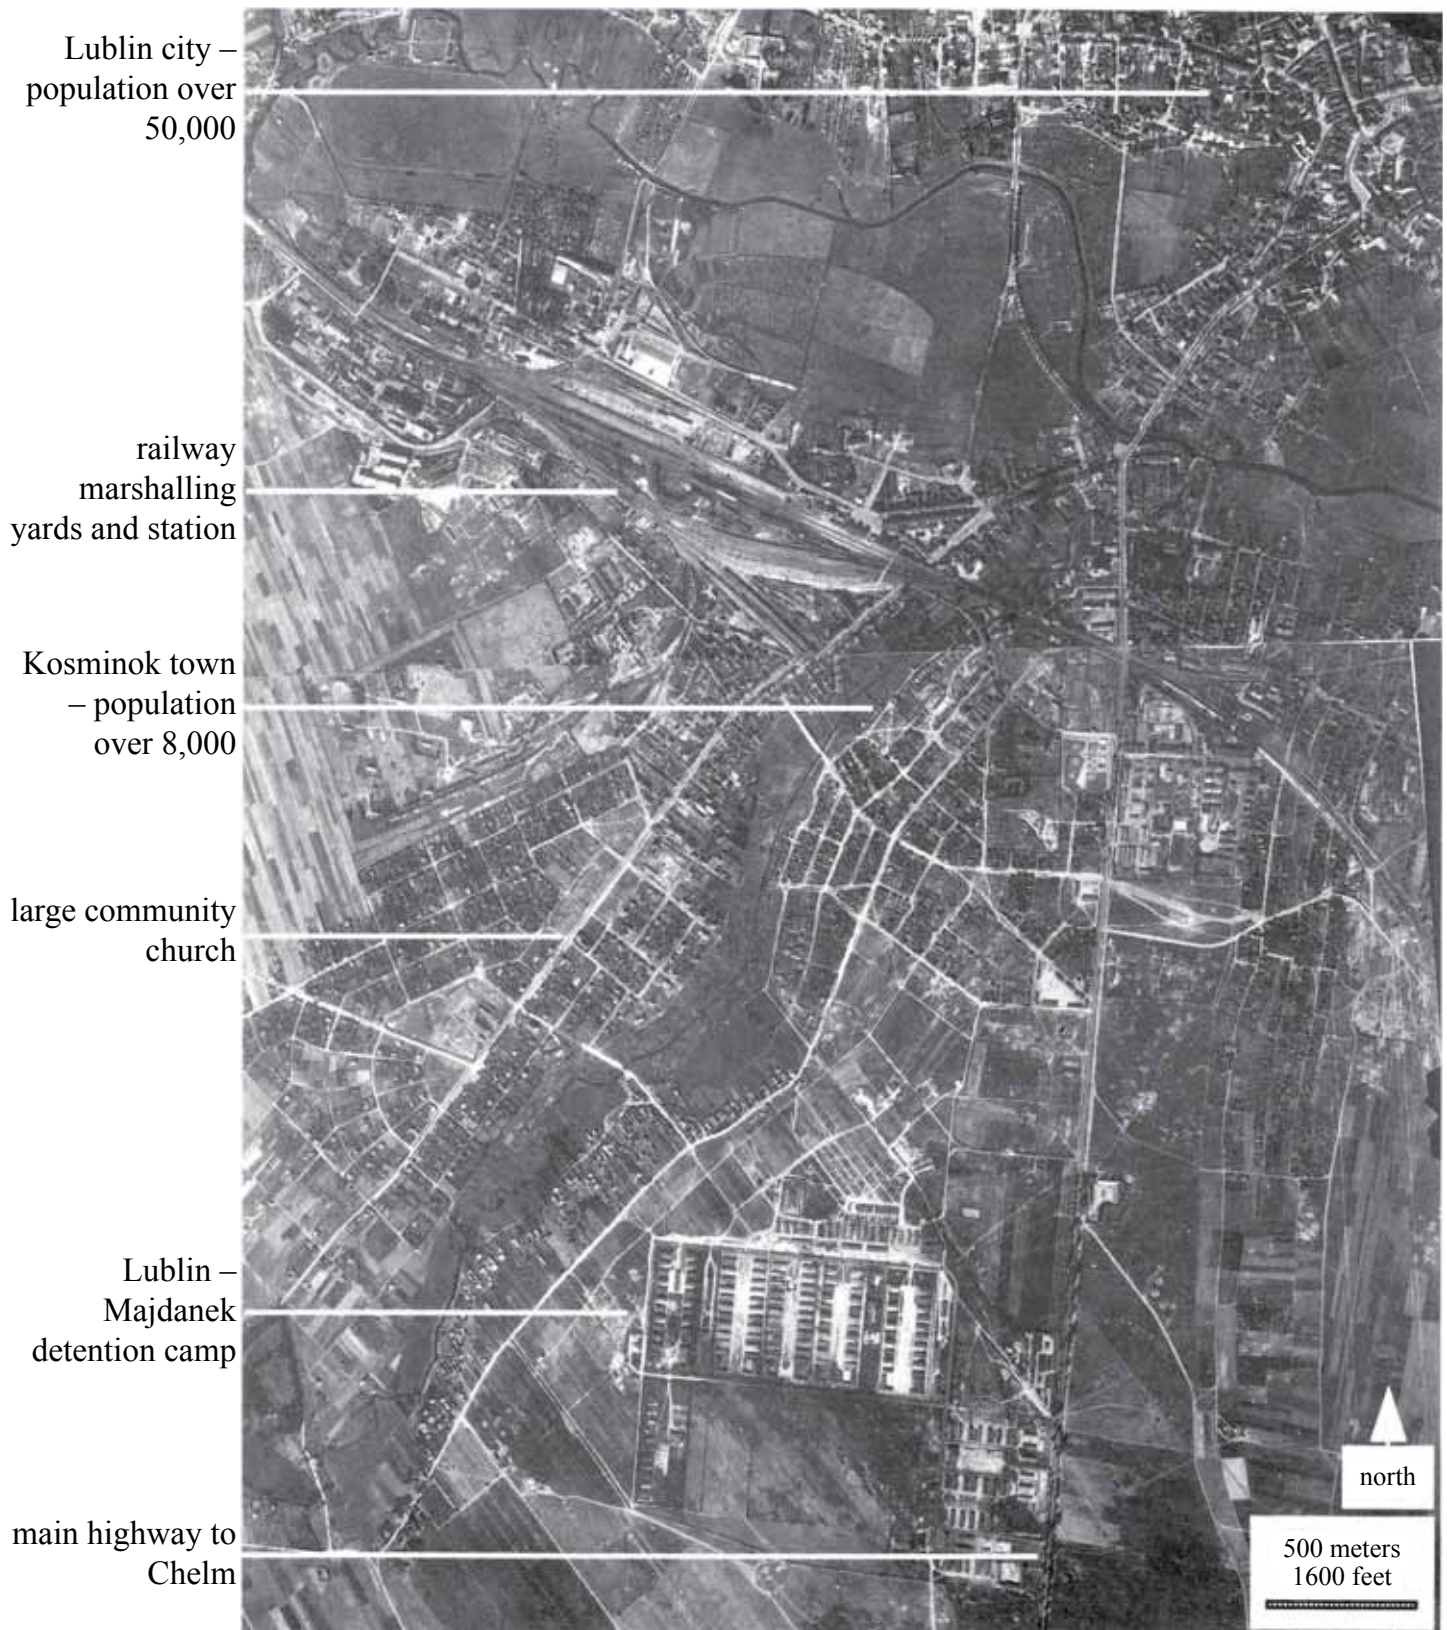 Lublin city –
population over
50,000
railway
marshalling
yards and station
Kosminok town
– population
over 8,000
large community
church
Lublin –
Majdanek
detention camp
main highway to
Chelm
north
500 meters
1600 feet